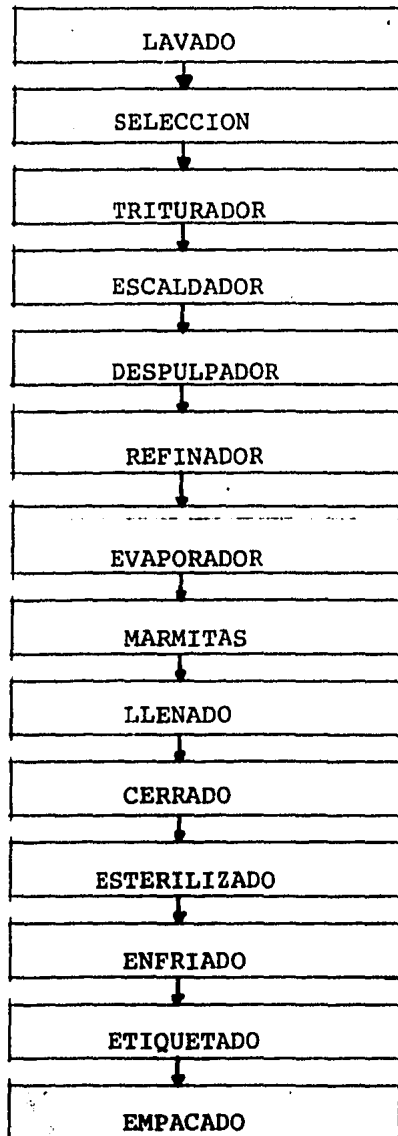 LAVADO
SELECCION
TRITURADOR
ESCALDADOR
DESPULPADOR
REFINADOR
EVAPORADOR
MARMITAS
LLENADO
CERRADO
ESTERILIZADO
ENFRIADO
ETIQUETADO
EMPACADO